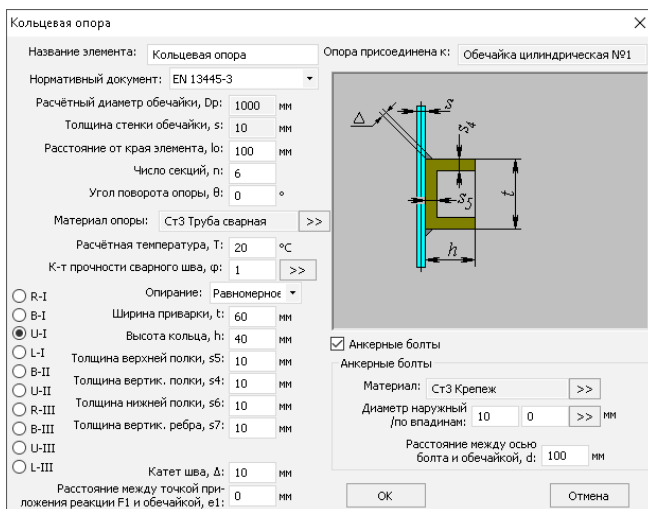 Кольцевая опора
Название элемента: Кольцевая опора
Опора присоединена к: Обечайка цилиндрическая №1
Нормативный документ: EN 13445-3
Расчётный диаметр обечайки, Dp: 1000 мм
Толщина стенки обечайки, s: 10 мм
Расстояние от края элемента, lo: 100 мм
Число секций, n: 6
Угол поворота опоры, θ: 0 °
Материал опоры: Ст3 Труба сварная >>
Расчётная температура, T: 20 °C
К-т прочности сварного шва, φ: 1 >>
Опирание: Равномерное
R-I
B-I
U-I
L-I
B-II
U-II
R-III
B-III
U-III
L-III
Ширина приварки, t: 60 мм
Высота кольца, h: 40 мм
Толщина верхней полки, s5: 10 мм
Толщина вертик. полки, s4: 10 мм
Толщина нижней полки, s6: 10 мм
Толщина вертик. ребра, s7: 10 мм
Катет шва, Δ: 10 мм
Расстояние между точкой при-
ложения реакции F1 и обечайкой, e1: 0 мм
Δ
s
s4
t
s5
h
Анкерные болты
Анкерные болты
Материал: Ст3 Крепеж >>
Диаметр наружный
/по впадинам: 10 0 >> мм
Расстояние между осью
болта и обечайкой, d: 100 мм
OK
Отмена